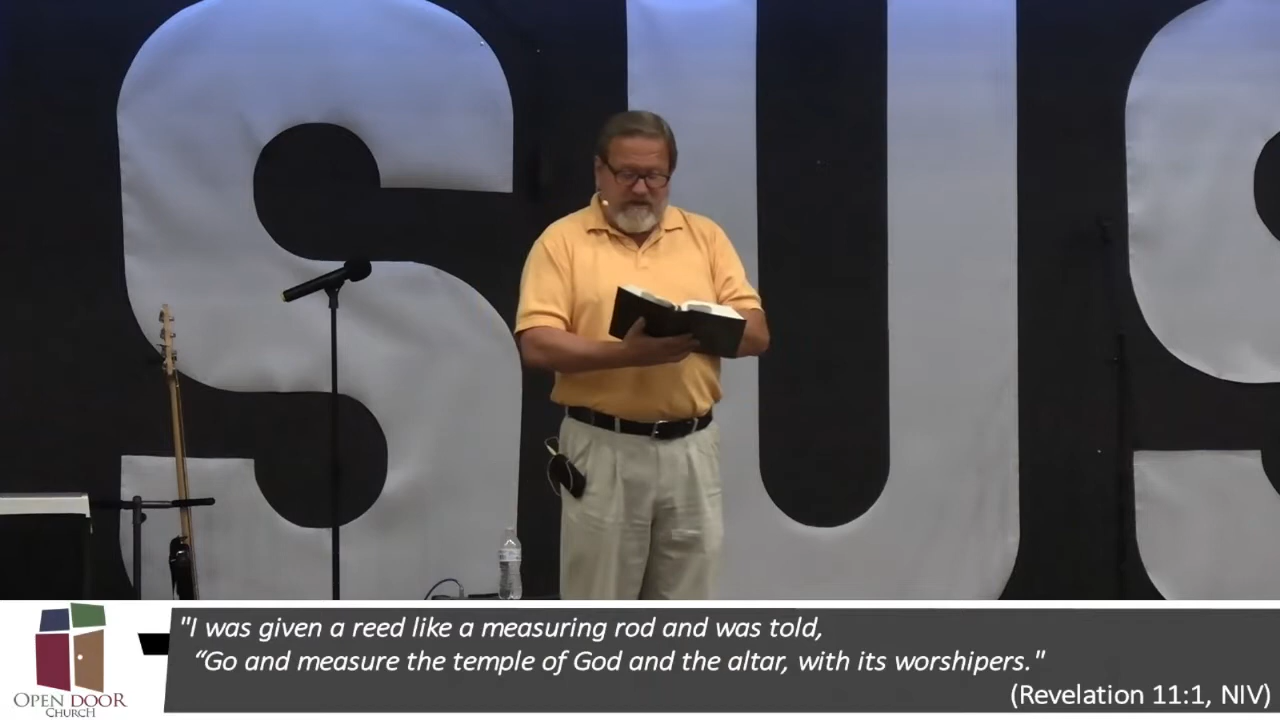 SUS
"I was given a reed like a measuring rod and was told,
“Go and measure the temple of God and the altar, with its worshipers."
(Revelation 11:1, NIV)
OPEN DOOR
CHURCH